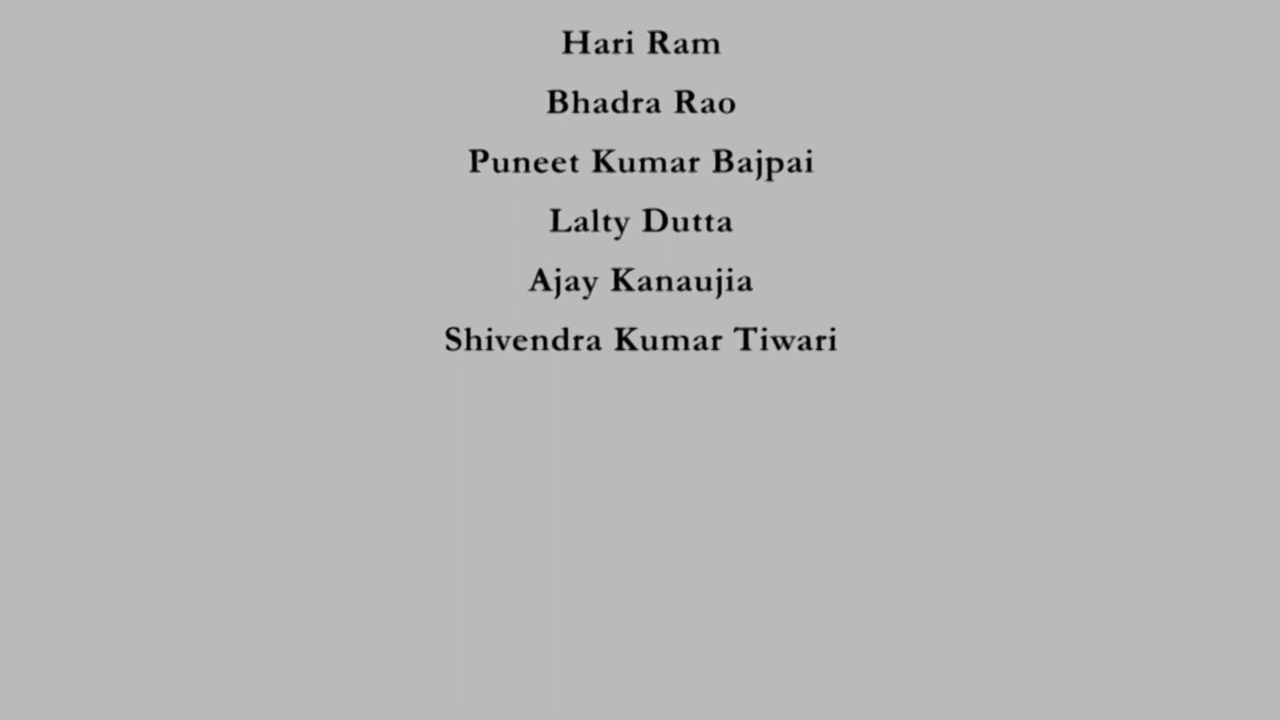 Hari Ram
Bhadra Rao
Puneet Kumar Bajpai
Lalty Dutta
Ajay Kanaujia
Shivendra Kumar Tiwari